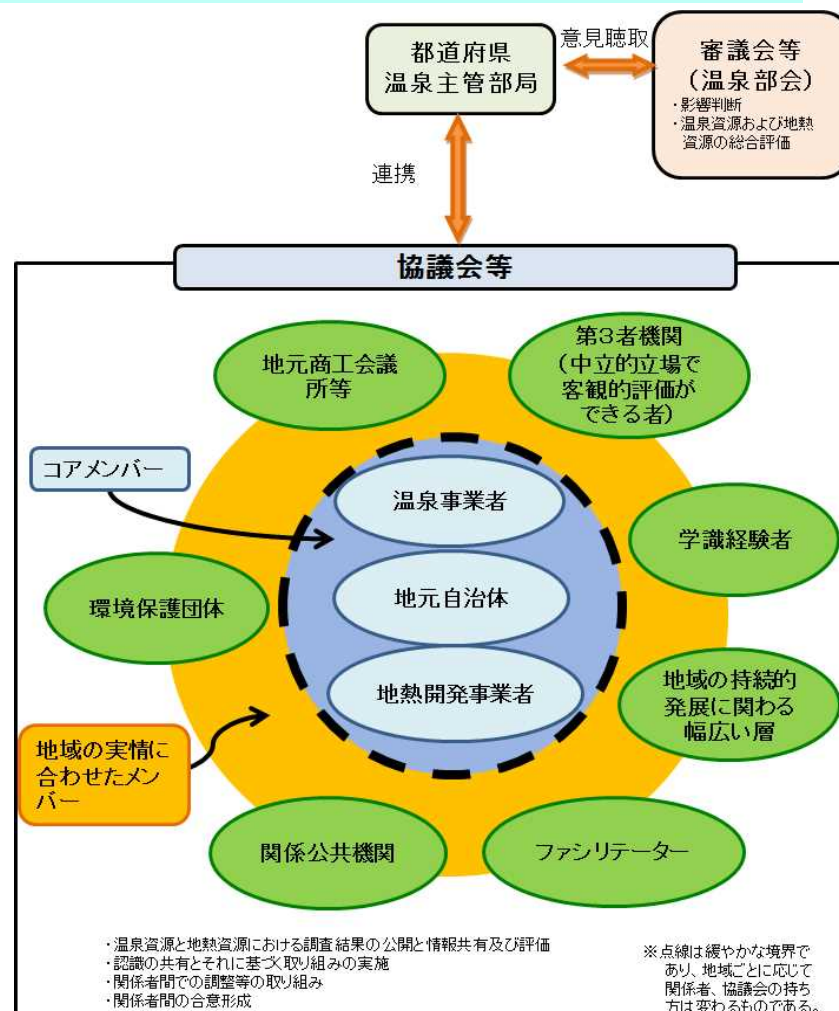 都道府県
温泉主管部局
意見聴取
審議会等
(温泉部会)
・影響判断
・温泉資源および地熱
資源の総合評価
連携
協議会等
地元商工会議
所等
第3者機関
(中立的立場で
客観的評価が
できる者)
コアメンバー
温泉事業者
学識経験者
環境保護団体
地元自治体
地熱開発事業者
地域の持続的
発展に関わる
幅広い層
地域の実情に
合わせたメン
バー
関係公共機関
ファシリテーター
・温泉資源と地熱資源における調査結果の公開と情報共有及び評価
・認識の共有とそれに基づく取り組みの実施
・関係者間での調整等の取り組み
・関係者間の合意形成
※点線は緩やかな境界で
あり、地域ごとに応じて
関係者、協議会の持ち
方は変わるものである。